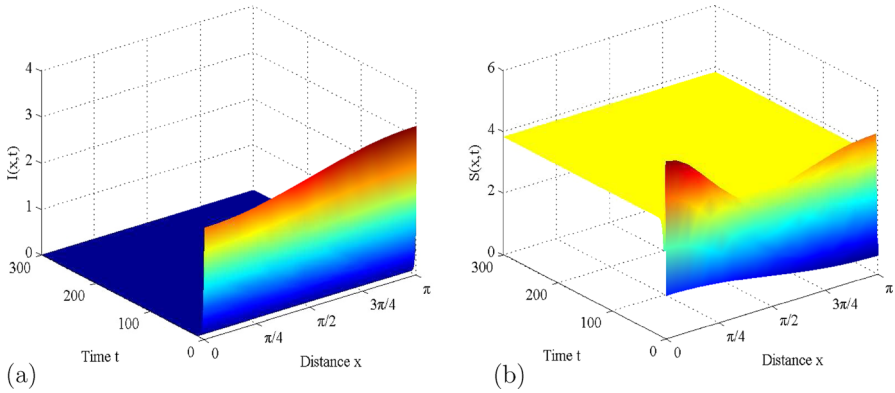 4
3
2
1
0
I(x,t)
300
200
100
0
Time t
0
π/4
π/2
3π/4
π
Distance x
(a)
6
4
2
0
S(x,t)
300
200
100
0
Time t
0
π/4
π/2
3π/4
π
Distance x
(b)